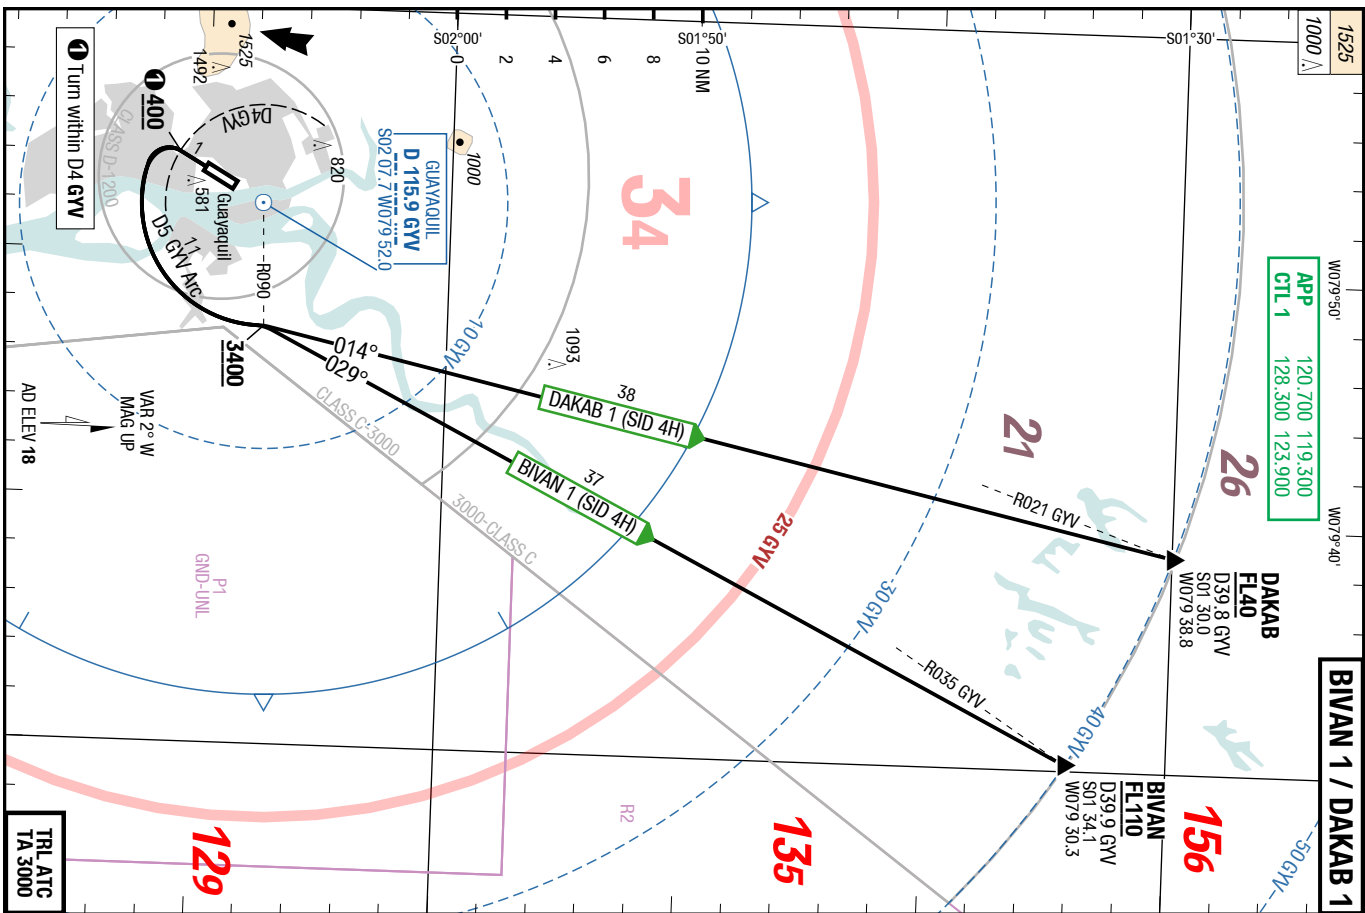 BIVAN 1 / DAKAB 1
1525
1000
S02°00'
S01°50'
S01°30'
0
2
4
6
8
10 NM
W079°50'
W079°40'
APP 120.700 119.300
CTL 1 128.300 123.900
1525
1492
1 Turn within D4 GYV
1 400
CLASS D-1200
D4GYV
1
820
581
Guayaquil
11
D5 GYV Arc
R090
GUAYAQUIL
D 115.9 GYV
S02 07.7 W079 52.0
1000
34
3400
014°
029°
10 GYV
1093
38
DAKAB 1 (SID 4H)
37
BIVAN 1 (SID 4H)
CLASS C-3000
3000-CLASS C
21
26
R021 GYV
R035 GYV
25 GYV
30 GYV
40 GYV
50 GYV
DAKAB
FL40
D39.8 GYV
S01 30.0
W079 38.8
BIVAN
FL110
D39.9 GYV
S01 34.1
W079 30.3
VAR 2° W
MAG UP
AD ELEV 18
P1
GND-UNL
R2
129
135
156
TRL ATC
TA 3000